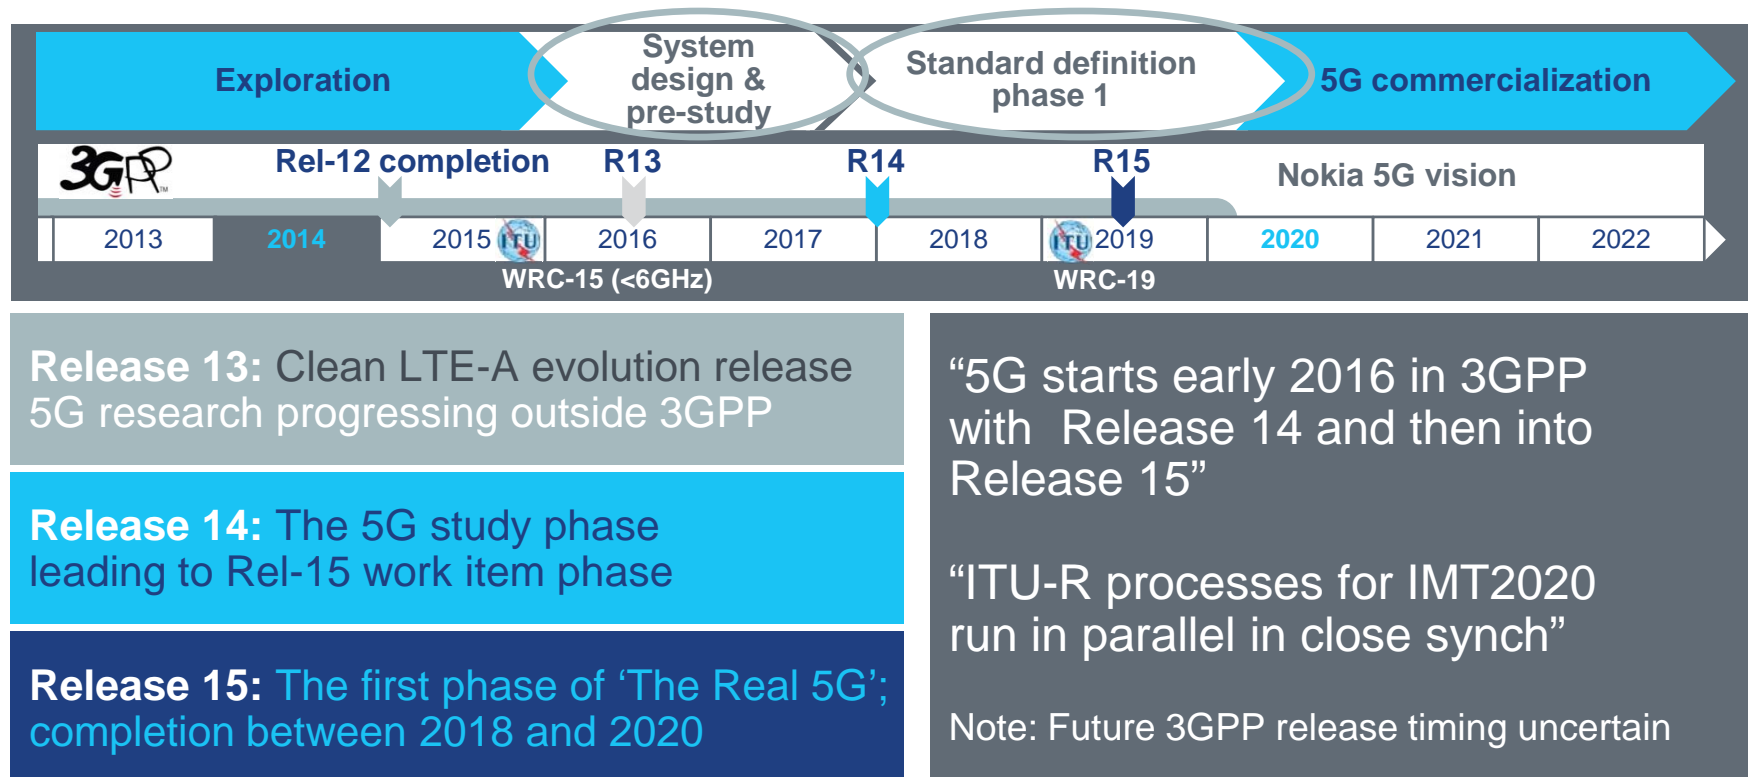 Exploration
System
design &
pre-study
Standard definition
phase 1
5G commercialization
3GPP
TM
Rel-12 completion
R13
R14
R15
Nokia 5G vision
2013
2014
2015
ITU
2016
2017
2018
ITU
2019
2020
2021
2022
WRC-15 (<6GHz)
WRC-19
Release 13: Clean LTE-A evolution release
5G research progressing outside 3GPP
Release 14: The 5G study phase
leading to Rel-15 work item phase
Release 15: The first phase of ‘The Real 5G’;
completion between 2018 and 2020
“5G starts early 2016 in 3GPP
with Release 14 and then into
Release 15”
“ITU-R processes for IMT2020
run in parallel in close synch”
Note: Future 3GPP release timing uncertain